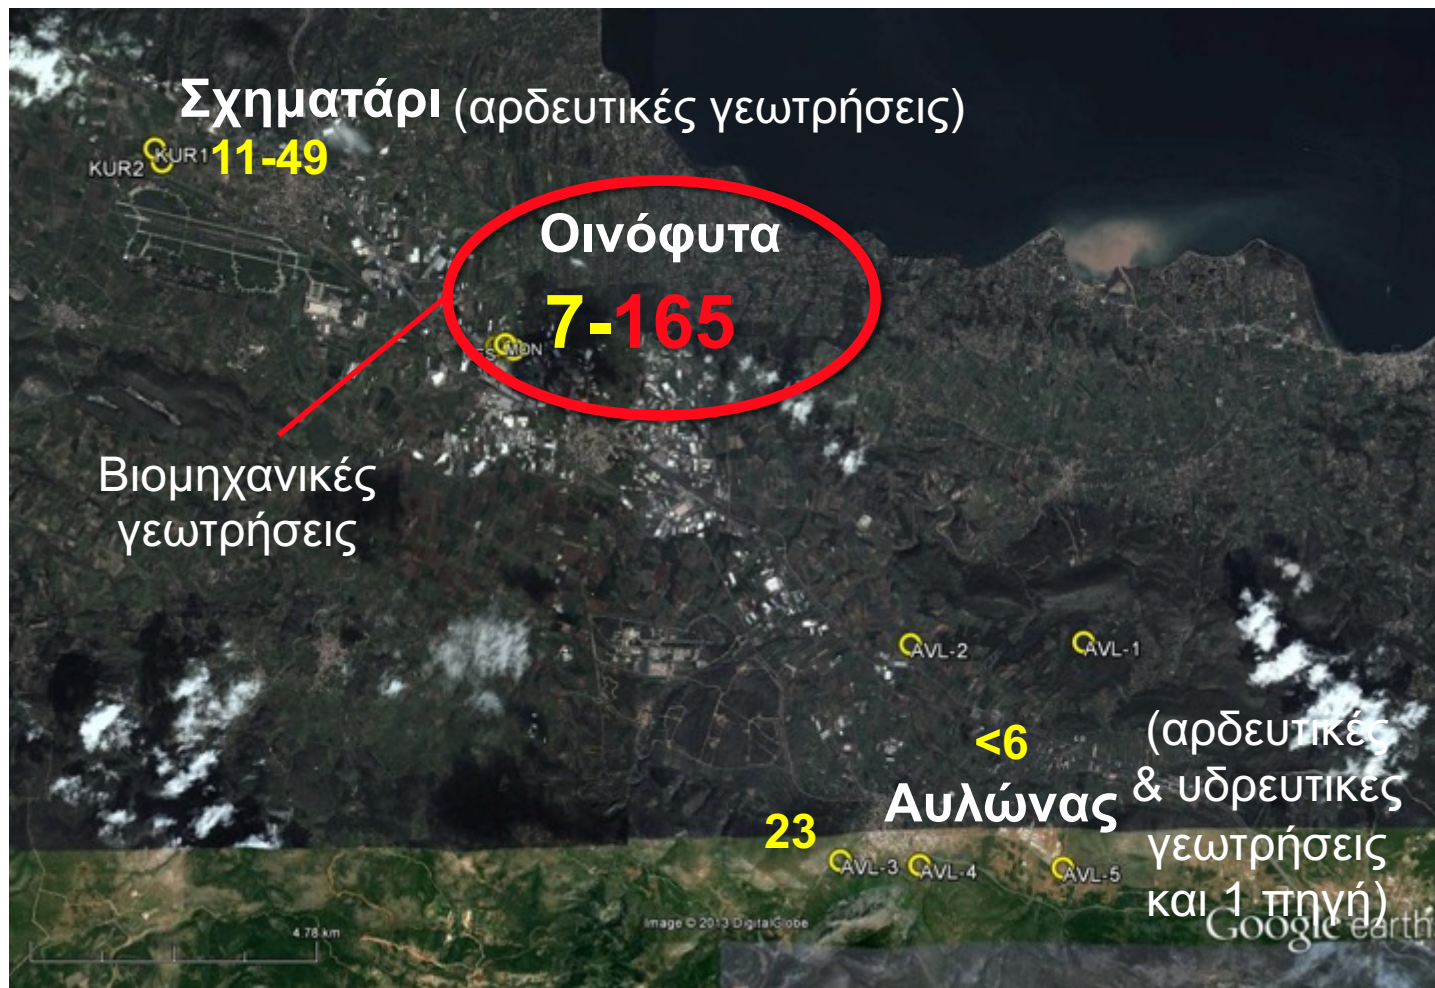 Σχηματάρι (αρδευτικές γεωτρήσεις)
KUR1 11-49
KUR2
Οινόφυτα
7-165
MON
Βιομηχανικές
γεωτρήσεις
AVL-2
AVL-1
<6
(αρδευτικές
Αυλώνας & υδρευτικές
23
γεωτρήσεις
AVL-3
AVL-4
AVL-5
και 1 πηγή)
Google earth
Image © 2013 DigitalGlobe
4.78 km